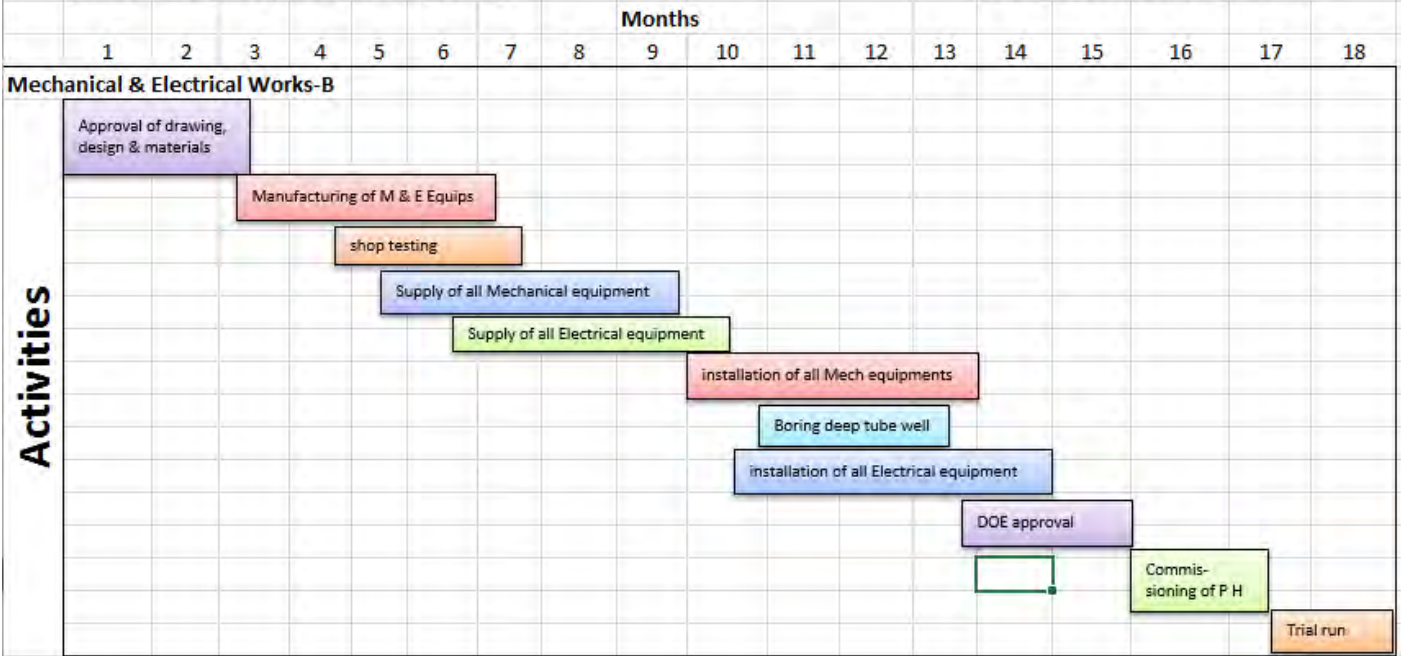 Months
1 2 3 4 5 6 7 8 9 10 11 12 13 14 15 16 17 18
Mechanical & Electrical Works-B
Activities
Approval of drawing,
design & materials
Manufacturing of M & E Equips
shop testing
Supply of all Mechanical equipment
Supply of all Electrical equipment
installation of all Mech equipments
Boring deep tube well
installation of all Electrical equipment
DOE approval
Commis-
sioning of P H
Trial run